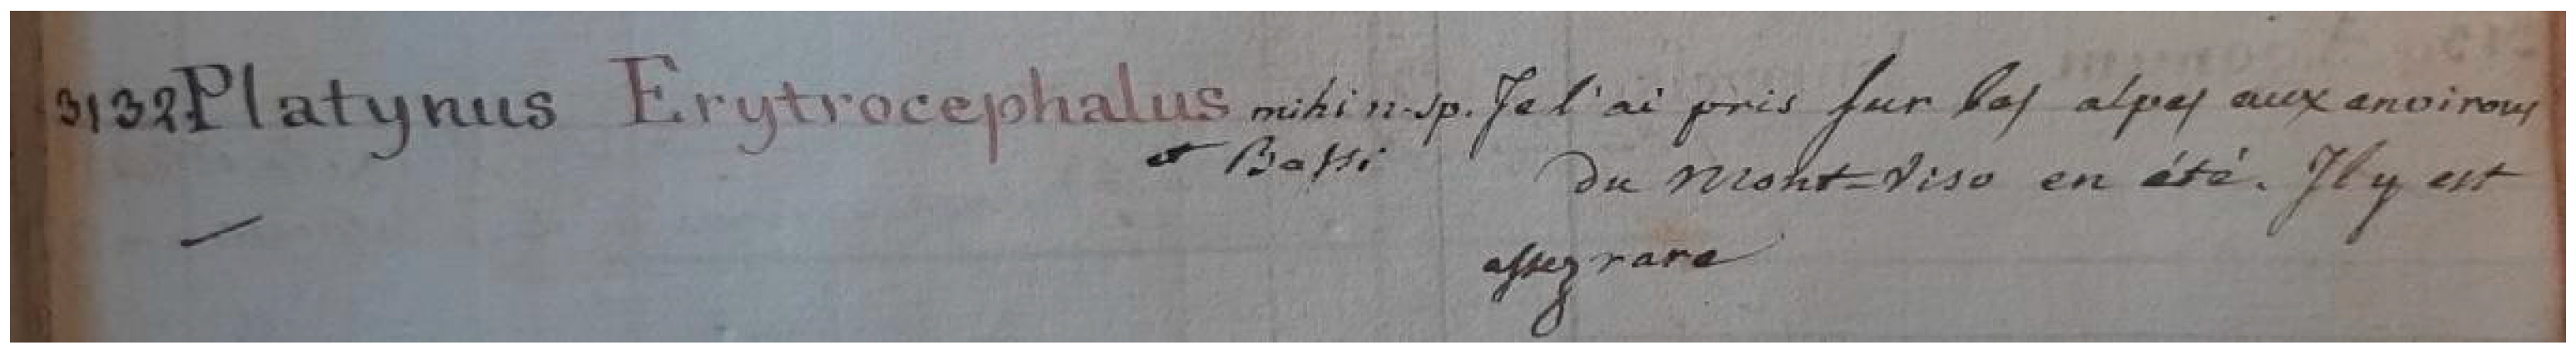 3132 Platynus Erytrocephalus mihi n-sp. Je l'ai pris sur les alpes aux environs
et Bassi du Mont-Viso en été. Il y est
assez rare